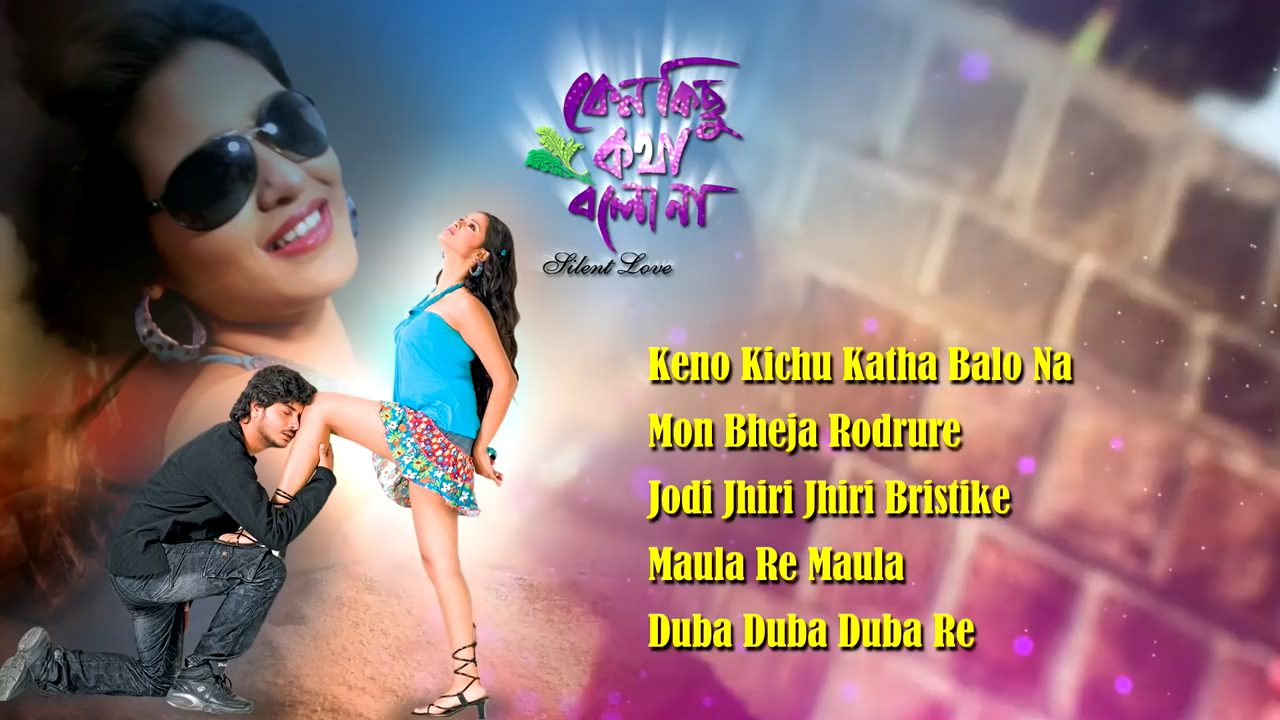 কেন কিছু
কথা
বলো না
Silent Love
Keno Kichu Katha Balo Na
Mon Bheja Rodrure
Jodi Jhiri Jhiri Bristike
Maula Re Maula
Duba Duba Duba Re